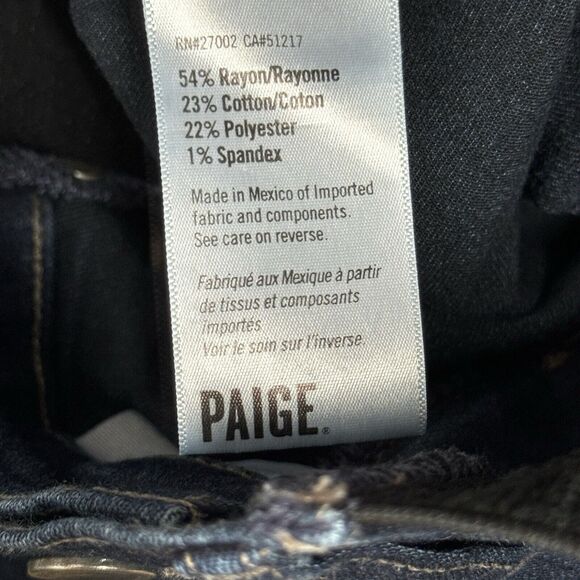 RN#27002 CA#51217
54% Rayon/Rayonne
23% Cotton/Coton
22% Polyester
1% Spandex
Made in Mexico of Imported
fabric and components.
See care on reverse.
Fabriqué aux Mexique à partir
de tissus et composants
importés
Voir le soin sur l'inverse.
PAIGE®